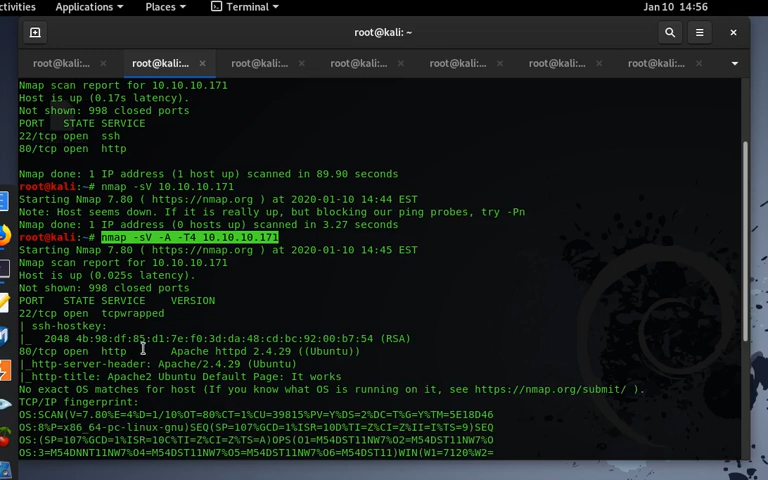 ctivities Applications Places Terminal Jan 10 14:56
root@kali: ~
root@kali:... root@kali:... root@kali:... root@kali:... root@kali:... root@kali:... root@kali:...
Nmap scan report for 10.10.10.171
Host is up (0.17s latency).
Not shown: 998 closed ports
PORT   STATE SERVICE
22/tcp open  ssh
80/tcp open  http
Nmap done: 1 IP address (1 host up) scanned in 89.90 seconds
root@kali:~# nmap -sV 10.10.10.171
Starting Nmap 7.80 ( https://nmap.org ) at 2020-01-10 14:44 EST
Note: Host seems down. If it is really up, but blocking our ping probes, try -Pn
Nmap done: 1 IP address (0 hosts up) scanned in 3.27 seconds
root@kali:~# nmap -sV -A -T4 10.10.10.171
Starting Nmap 7.80 ( https://nmap.org ) at 2020-01-10 14:45 EST
Nmap scan report for 10.10.10.171
Host is up (0.025s latency).
Not shown: 998 closed ports
PORT   STATE SERVICE    VERSION
22/tcp open  tcpwrapped
| ssh-hostkey:
|_  2048 4b:98:df:85:d1:7e:f0:3d:da:48:cd:bc:92:00:b7:54 (RSA)
80/tcp open  http       Apache httpd 2.4.29 ((Ubuntu))
|_http-server-header: Apache/2.4.29 (Ubuntu)
|_http-title: Apache2 Ubuntu Default Page: It works
No exact OS matches for host (If you know what OS is running on it, see https://nmap.org/submit/ ).
TCP/IP fingerprint:
OS:SCAN(V=7.80%E=4%D=1/10%OT=80%CT=1%CU=39815%PV=Y%DS=2%DC=T%G=Y%TM=5E18D46
OS:8%P=x86_64-pc-linux-gnu)SEQ(SP=107%GCD=1%ISR=10D%TI=Z%CI=Z%II=I%TS=9)SEQ
OS:(SP=107%GCD=1%ISR=10C%TI=Z%CI=Z%TS=A)OPS(O1=M54DST11NW7%O2=M54DST11NW7%O
OS:3=M54DNNT11NW7%O4=M54DST11NW7%O5=M54DST11NW7%O6=M54DST11)WIN(W1=7120%W2=